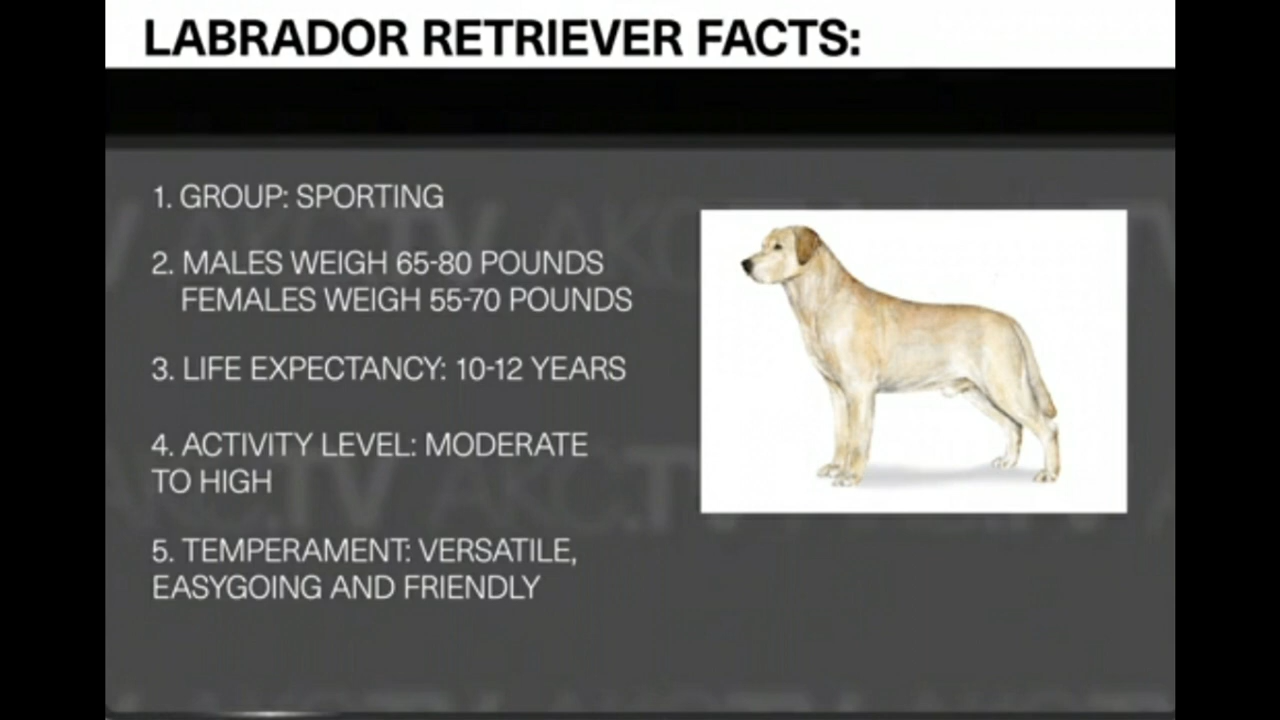 LABRADOR RETRIEVER FACTS:
1. GROUP: SPORTING
2. MALES WEIGH 65-80 POUNDS
FEMALES WEIGH 55-70 POUNDS
3. LIFE EXPECTANCY: 10-12 YEARS
4. ACTIVITY LEVEL: MODERATE
TO HIGH
5. TEMPERAMENT: VERSATILE,
EASYGOING AND FRIENDLY